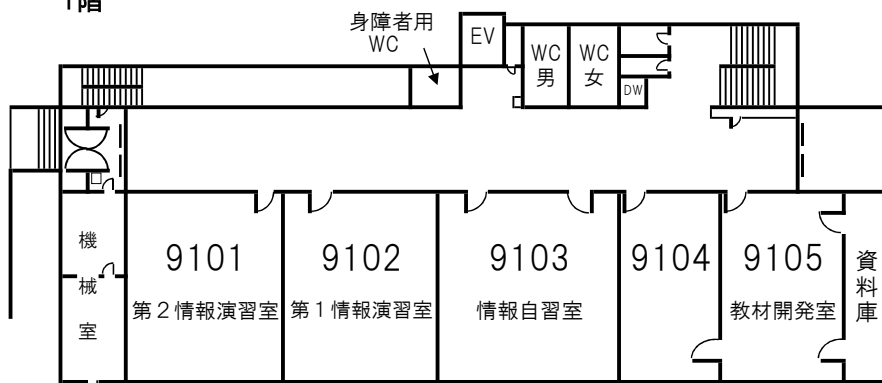 1階
身障者用
WC
EV
WC
男
WC
女
DW
機
械
室
9101
第2情報演習室
9102
第1情報演習室
9103
情報自習室
9104
9105
教材開発室
資
料
庫